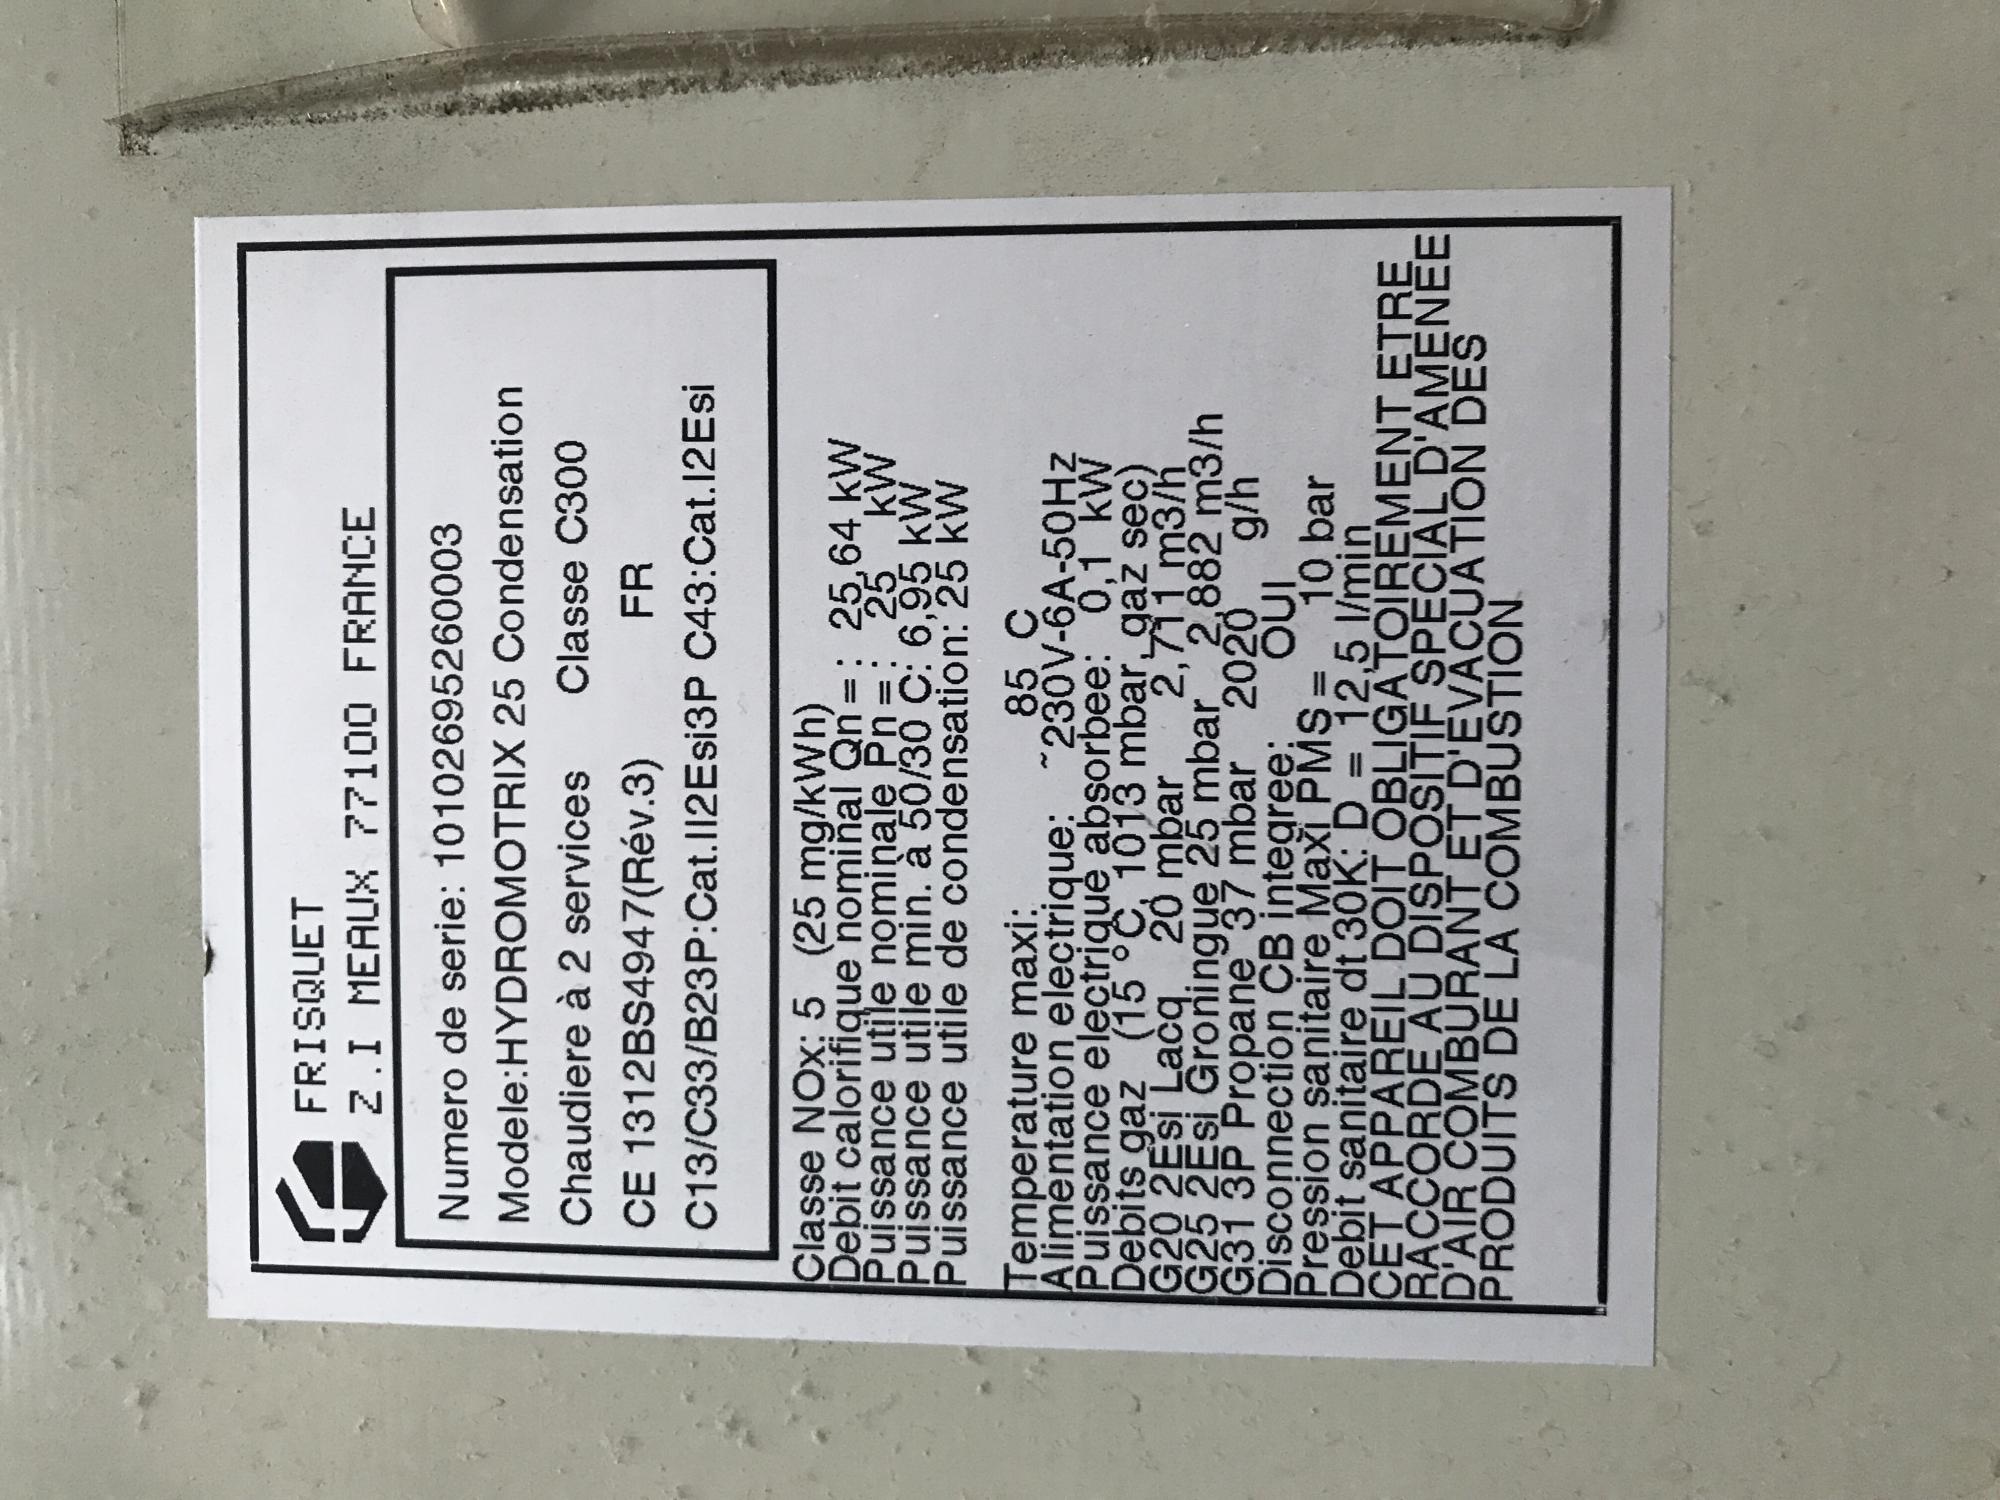 FRISQUET
Z.I MEAUX 77100 FRANCE
Numero de serie: 10102695260003
Modele:HYDROMOTRIX 25 Condensation
Chaudiere à 2 services Classe C300
CE 1312BS4947(Rév.3) FR
C13/C33/B23P:Cat.II2Esi3P C43:Cat.I2Esi
Classe NOx: 5 (25 mg/kWh)
Debit calorifique nominal Qn = : 25,64 kW
Puissance utile nominale Pn = : 25 kW
Puissance utile min. à 50/30 C: 6,95 kW
Puissance utile de condensation: 25 kW
Temperature maxi: 85 C
Alimentation electrique: ~230V-6A-50Hz
Puissance electrique absorbee: 0,1 kW
Debits gaz (15 °C, 1013 mbar, gaz sec)
G20 2Esi Lacq 20 mbar 2,711 m3/h
G25 2Esi Groningue 25 mbar 2,882 m3/h
G31 3P Propane 37 mbar 2020 g/h
Disconnection CB integree: OUI
Pression sanitaire Maxi PMS= 10 bar
Debit sanitaire dt 30K: D = 12,5 l/min
CET APPAREIL DOIT OBLIGATOIREMENT ETRE
RACCORDE AU DISPOSITIF SPECIAL D'AMENEE
D'AIR COMBURANT ET D'EVACUATION DES
PRODUITS DE LA COMBUSTION